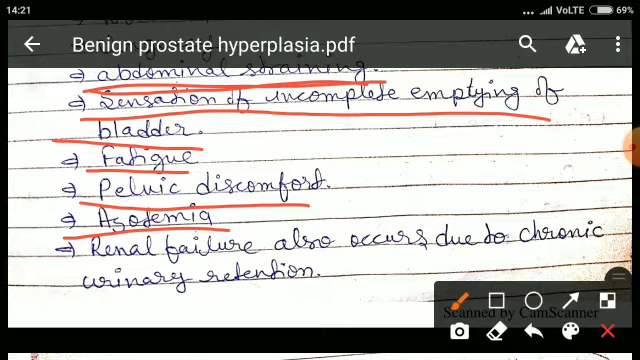 14:21 VoLTE 69%
Benign prostate hyperplasia.pdf
⇒ abdominal straining.
⇒ Sensation of incomplete emptying of
bladder.
⇒ Fatigue
⇒ Pelvic discomfort.
⇒ Azotemia
⇒ Renal failure also occurs due to chronic
urinary retention.
Scanned by CamScanner